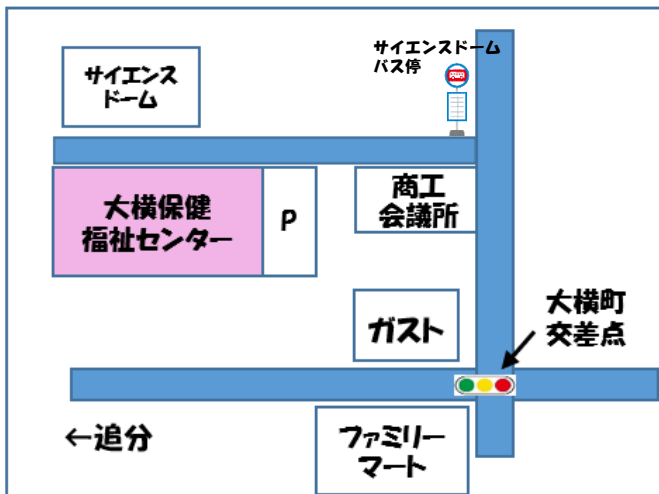 サイエンスドーム
バス停
サイエンス
ドーム
大横保健
福祉センター
P
商工
会議所
ガスト
大横町
交差点
←追分
ファミリー
マート